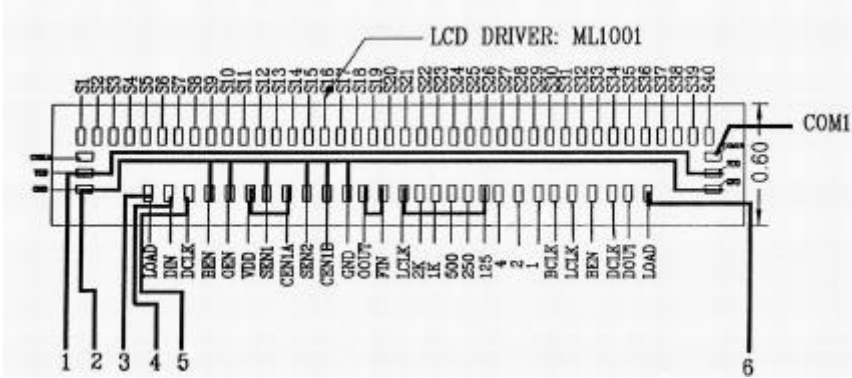 LCD DRIVER: ML1001
S1 S2 S3 S4 S5 S6 S7 S8 S9 S10 S11 S12 S13 S14 S15 S16 S17 S18 S19 S20 S21 S22 S23 S24 S25 S26 S27 S28 S29 S30 S31 S32 S33 S34 S35 S36 S37 S38 S39 S40
COM1
0.60
LOAD DIN DCLK BEN OEN VDD SEN1 CEN1A SEN2 CEN1B GND OOUT FIN LCLK 2K 1K 500 250 125 4 2 1 BCLK LCLK BEN DCLK DOUT LOAD
1 2 3 4 5 6